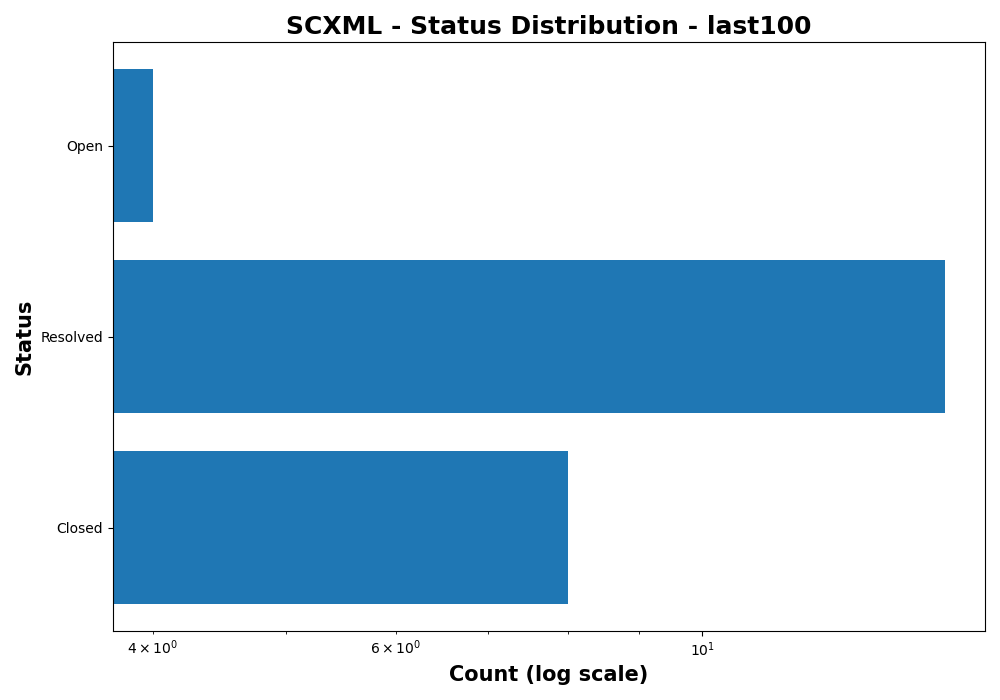 SCXML - Status Distribution - last100
Status
Open
Resolved
Closed
4 × 10⁰
6 × 10⁰
10¹
Count (log scale)